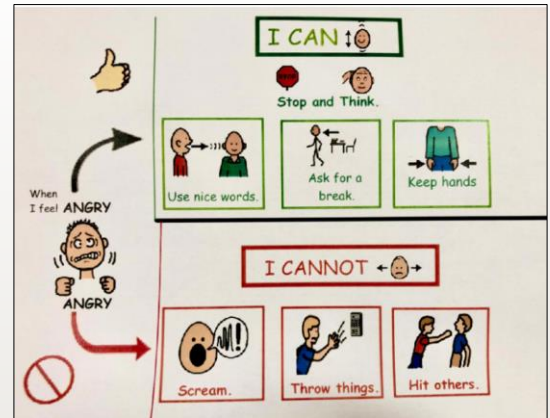 I CAN
STOP
Stop and Think.
Use nice words.
Ask for a
break.
Keep hands
When
I feel ANGRY
ANGRY
I CANNOT
M!
Scream.
Throw things.
Hit others.